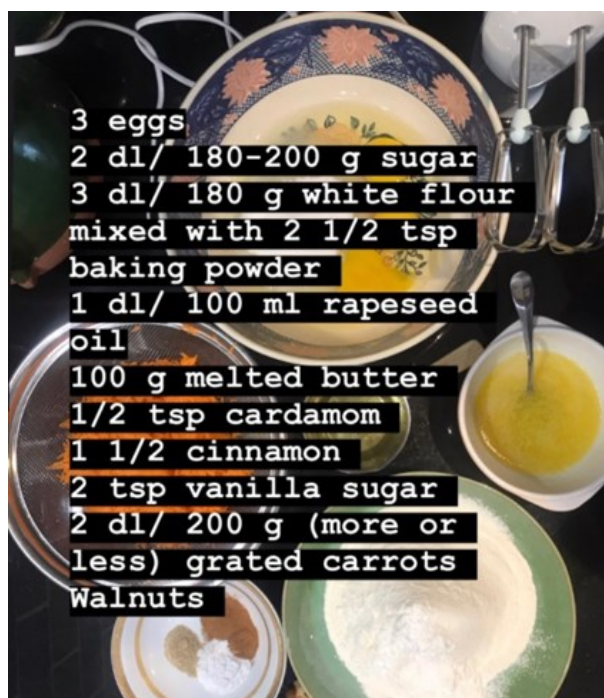 3 eggs
2 dl/ 180-200 g sugar
3 dl/ 180 g white flour
mixed with 2 1/2 tsp
baking powder
1 dl/ 100 ml rapeseed
oil
100 g melted butter
1/2 tsp cardamom
1 1/2 cinnamon
2 tsp vanilla sugar
2 dl/ 200 g (more or
less) grated carrots
Walnuts